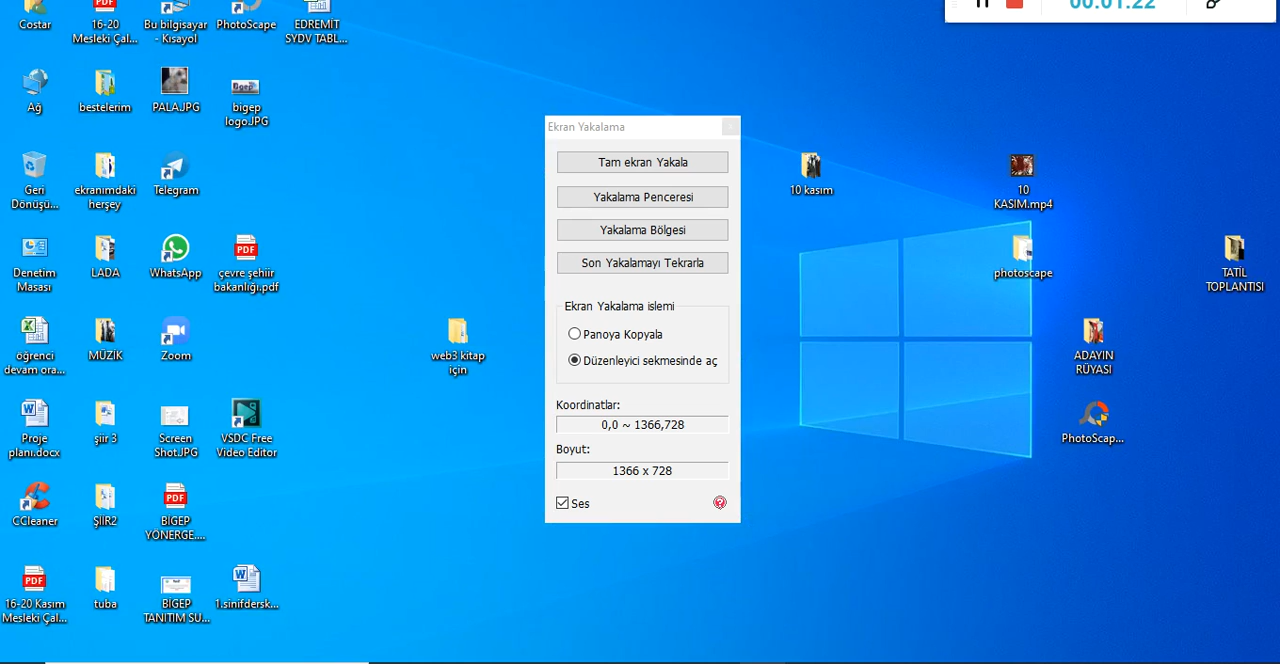 Costar
16-20
Mesleki Çal...
Bu bilgisayar
- Kısayol
PhotoScape
EDREMİT
SYDV TABL...
00:01:22
Ağ
bestelerim
PALA.JPG
bigep
logo.JPG
Geri
Dönüşü...
ekranımdaki
herşey
Telegram
Denetim
Masası
LADA
WhatsApp
PDF
çevre şehiir
bakanlığı.pdf
öğrenci
devam ora...
MÜZİK
Zoom
web3 kitap
için
Proje
planı.docx
şiir 3
Screen
Shot.JPG
VSDC Free
Video Editor
CCleaner
ŞİİR2
PDF
BİGEP
YÖNERGE....
PDF
16-20 Kasım
Mesleki Çal...
tuba
BİGEP
TANITIM SU...
1.sinifdersk...
Ekran Yakalama
Tam ekran Yakala
Yakalama Penceresi
Yakalama Bölgesi
Son Yakalamayı Tekrarla
Ekran Yakalama islemi
Panoya Kopyala
Düzenleyici sekmesinde aç
Koordinatlar:
0,0 ~ 1366,728
Boyut:
1366 x 728
Ses
10 kasım
10
KASIM.mp4
photoscape
TATİL
TOPLANTISI
ADAYIN
RÜYASI
PhotoScap...